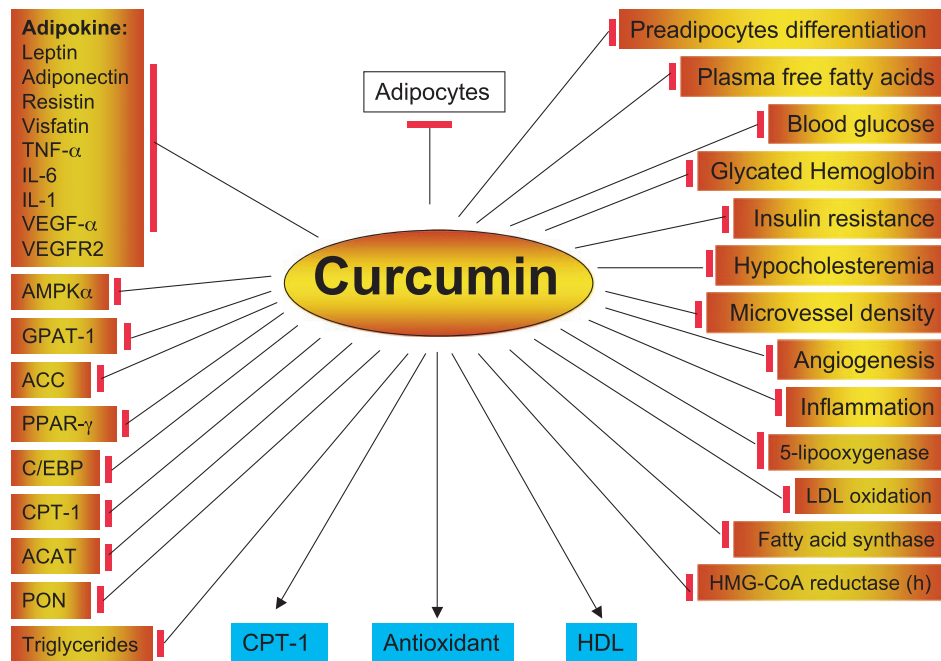 Adipokine:
Leptin
Adiponectin
Resistin
Visfatin
TNF-α
IL-6
IL-1
VEGF-α
VEGFR2
AMPKα
GPAT-1
ACC
PPAR-γ
C/EBP
CPT-1
ACAT
PON
Triglycerides
Adipocytes
Curcumin
CPT-1
Antioxidant
HDL
Preadipocytes differentiation
Plasma free fatty acids
Blood glucose
Glycated Hemoglobin
Insulin resistance
Hypocholesteremia
Microvessel density
Angiogenesis
Inflammation
5-lipooxygenase
LDL oxidation
Fatty acid synthase
HMG-CoA reductase (h)